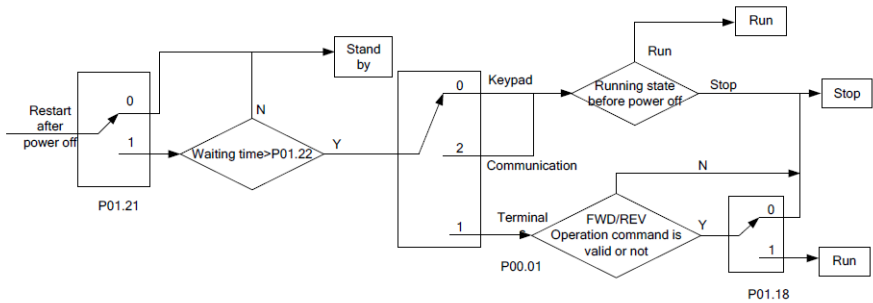 Run
Run
Stand
by
0
Keypad
Running state
before power off
Stop
Stop
Restart
after
power off
0
N
1
Waiting time>P01.22
Y
2
Communication
N
P01.21
1
Terminal
s
FWD/REV
Operation command is
valid or not
Y
0
1
Run
P00.01
P01.18